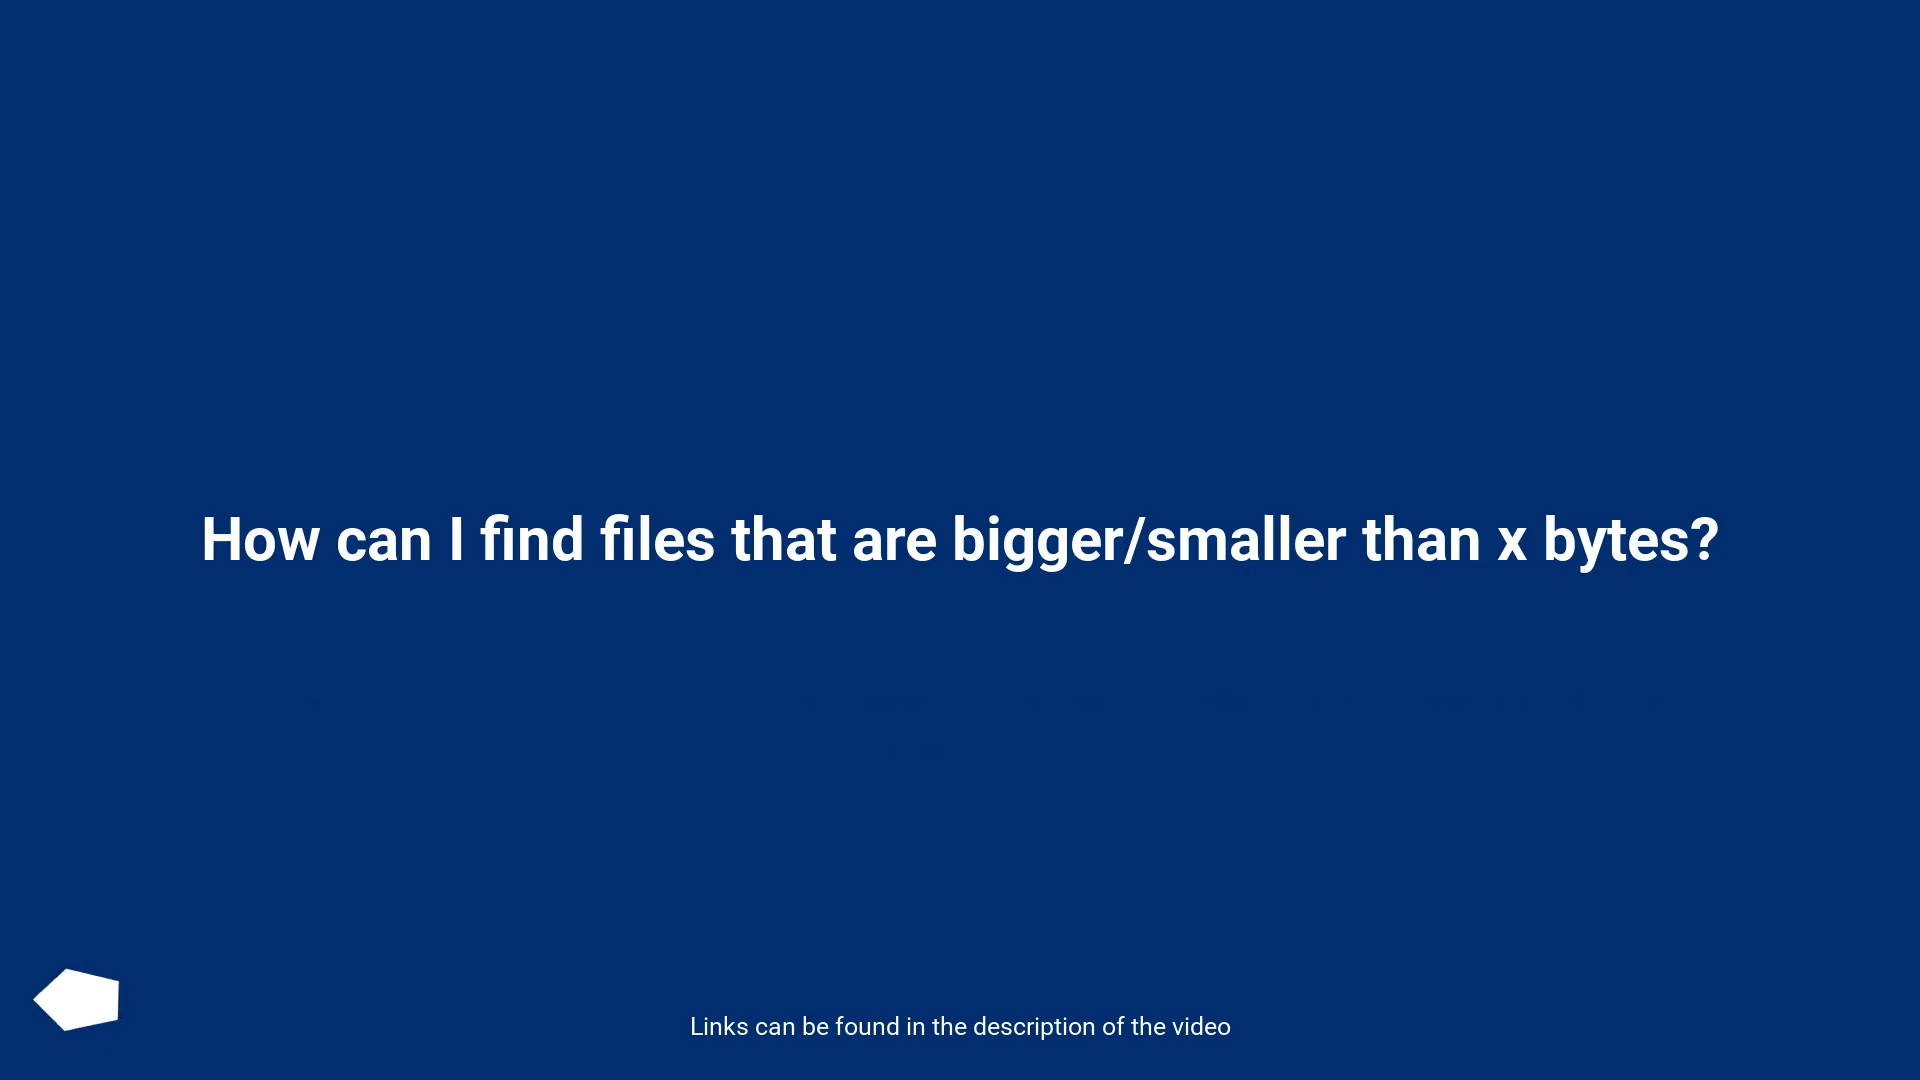 How can I find files that are bigger/smaller than x bytes?
Links can be found in the description of the video